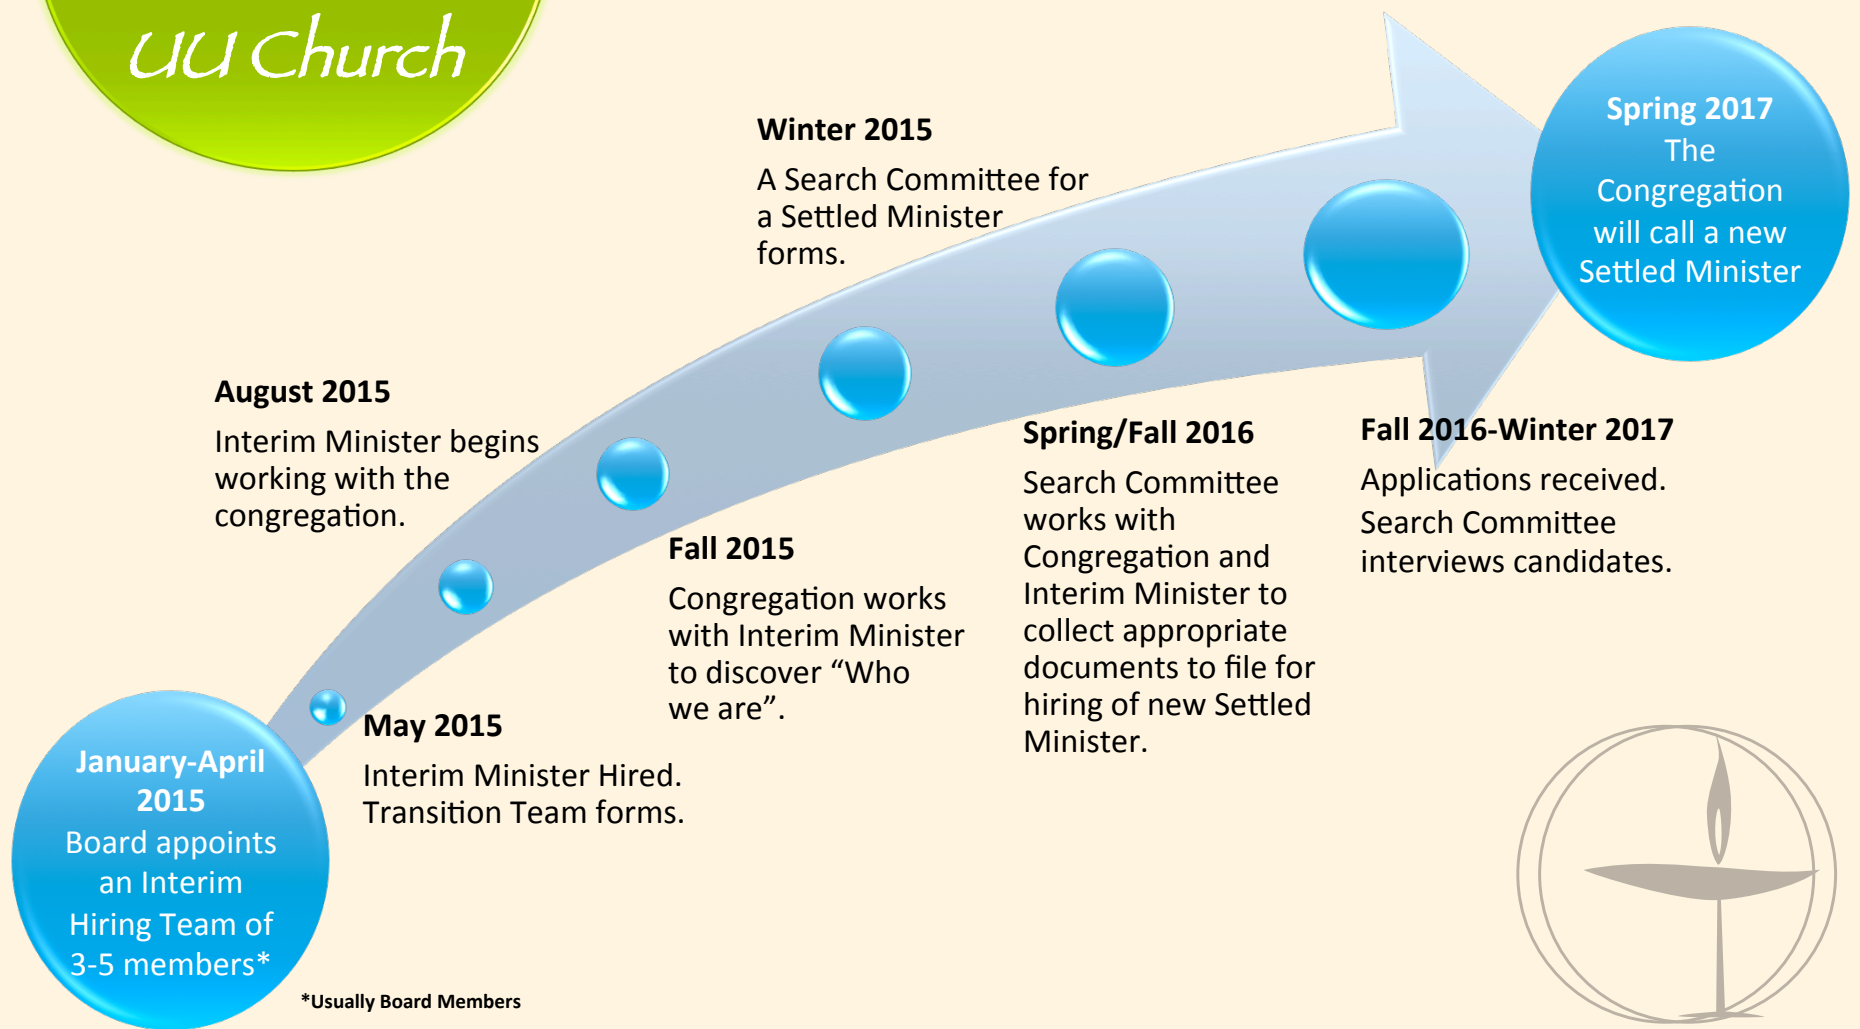 UU Church
January-April
2015
Board appoints
an Interim
Hiring Team of
3-5 members*
*Usually Board Members
May 2015
Interim Minister Hired.
Transition Team forms.
August 2015
Interim Minister begins
working with the
congregation.
Fall 2015
Congregation works
with Interim Minister
to discover “Who
we are”.
Winter 2015
A Search Committee for
a Settled Minister
forms.
Spring/Fall 2016
Search Committee
works with
Congregation and
Interim Minister to
collect appropriate
documents to file for
hiring of new Settled
Minister.
Fall 2016-Winter 2017
Applications received.
Search Committee
interviews candidates.
Spring 2017
The
Congregation
will call a new
Settled Minister